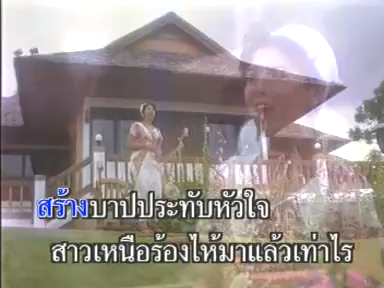 สร้างบาปประทับหัวใจ
สาวเหนือร้องไห้มาแล้วเท่าไร